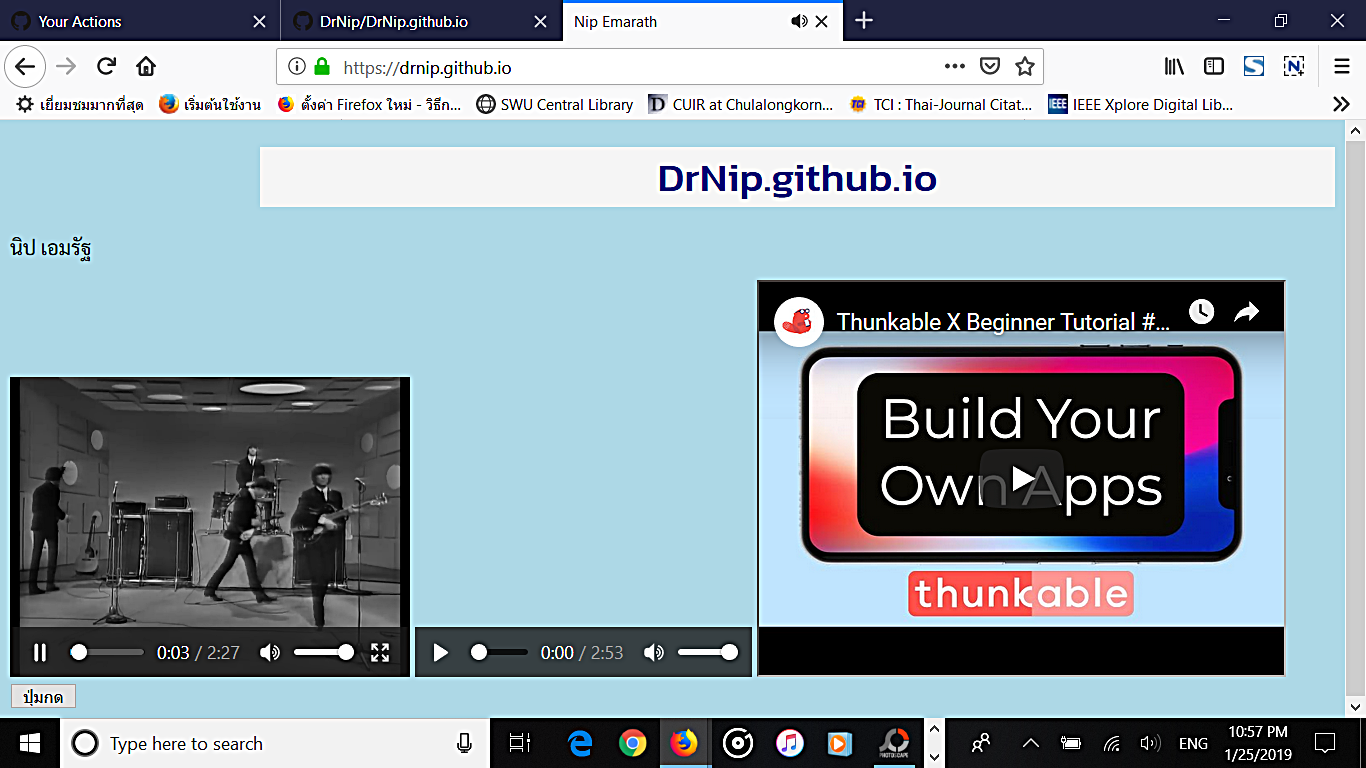 Your Actions
DrNip/DrNip.github.io
Nip Emarath
https://drnip.github.io
เยี่ยมชมมากที่สุด
เริ่มต้นใช้งาน
ตั้งค่า Firefox ใหม่ - วิธีก...
SWU Central Library
D
CUIR at Chulalongkorn...
TCI
TCI : Thai-Journal Citat...
IEEE
IEEE Xplore Digital Lib...
DrNip.github.io
นิป เอมรัฐ
Thunkable X Beginner Tutorial #...
Build Your
Own Apps
thunkable
0:03 / 2:27
0:00 / 2:53
ปุ่มกด
Type here to search
ENG
10:57 PM
1/25/2019